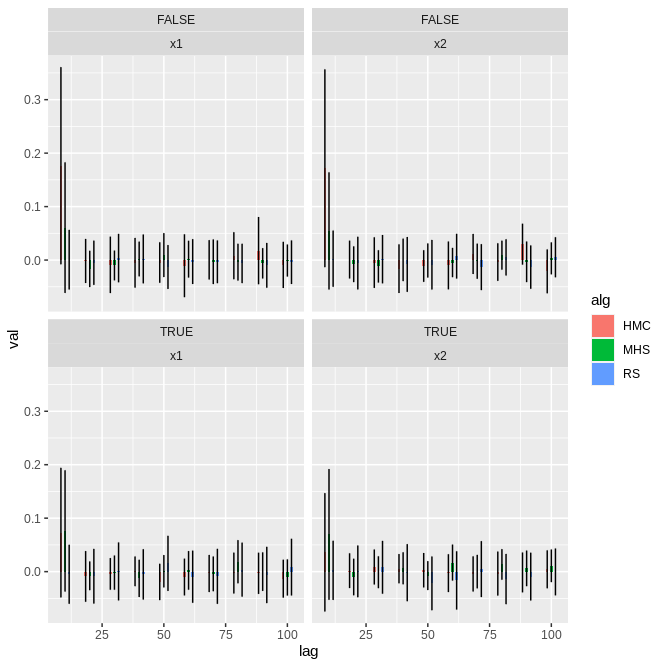 FALSE
FALSE
x1
x2
0.3
0.2
0.1
0.0
TRUE
TRUE
x1
x2
0.3
0.2
0.1
0.0
25
50
75
100
25
50
75
100
lag
val
alg
HMC
MHS
RS